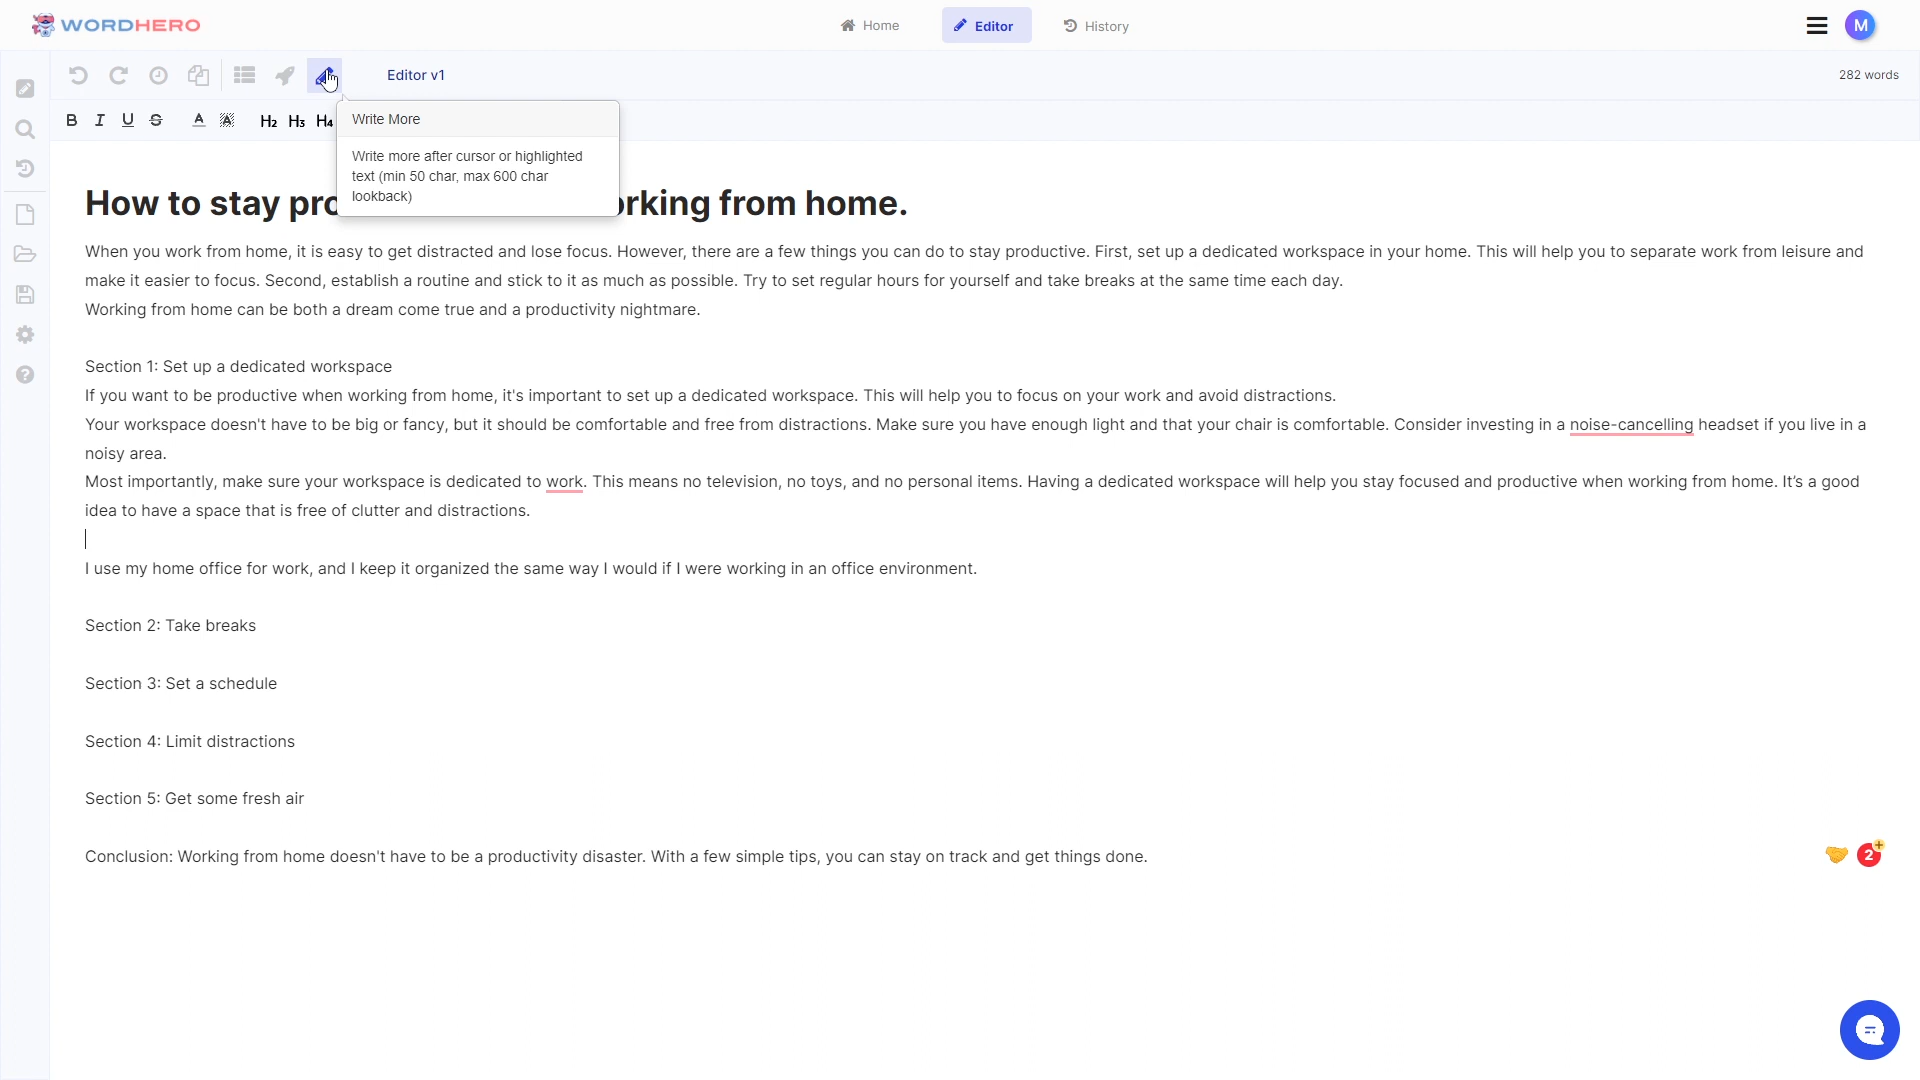 WORDHERO
Home
Editor
History
M
Editor v1
282 words
B I U S A A H2 H3 H4
Write More
Write more after cursor or highlighted
text (min 50 char, max 600 char
lookback)
How to stay pro rking from home.
When you work from home, it is easy to get distracted and lose focus. However, there are a few things you can do to stay productive. First, set up a dedicated workspace in your home. This will help you to separate work from leisure and
make it easier to focus. Second, establish a routine and stick to it as much as possible. Try to set regular hours for yourself and take breaks at the same time each day.
Working from home can be both a dream come true and a productivity nightmare.
Section 1: Set up a dedicated workspace
If you want to be productive when working from home, it's important to set up a dedicated workspace. This will help you to focus on your work and avoid distractions.
Your workspace doesn't have to be big or fancy, but it should be comfortable and free from distractions. Make sure you have enough light and that your chair is comfortable. Consider investing in a noise-cancelling headset if you live in a
noisy area.
Most importantly, make sure your workspace is dedicated to work. This means no television, no toys, and no personal items. Having a dedicated workspace will help you stay focused and productive when working from home. It’s a good
idea to have a space that is free of clutter and distractions.
I use my home office for work, and I keep it organized the same way I would if I were working in an office environment.
Section 2: Take breaks
Section 3: Set a schedule
Section 4: Limit distractions
Section 5: Get some fresh air
Conclusion: Working from home doesn't have to be a productivity disaster. With a few simple tips, you can stay on track and get things done.
2